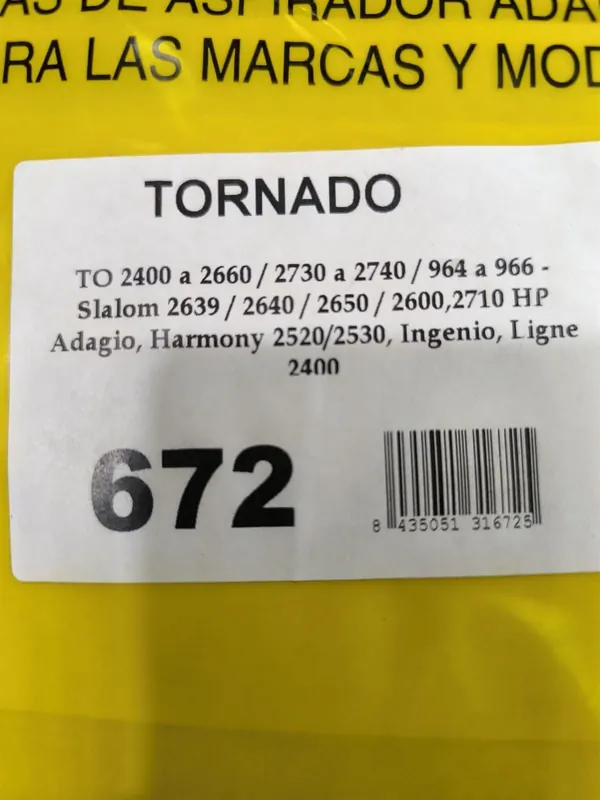 DE ASPIRADOR
LAS MARCAS Y
TORNADO
TO 2400 a 2660 / 2730 a 2740 / 964 a 966 -
Slalom 2639 / 2640 / 2650 / 2600,2710 HP
Adagio, Harmony 2520/2530, Ingenio, Ligne
2400
672
8 435051 316725